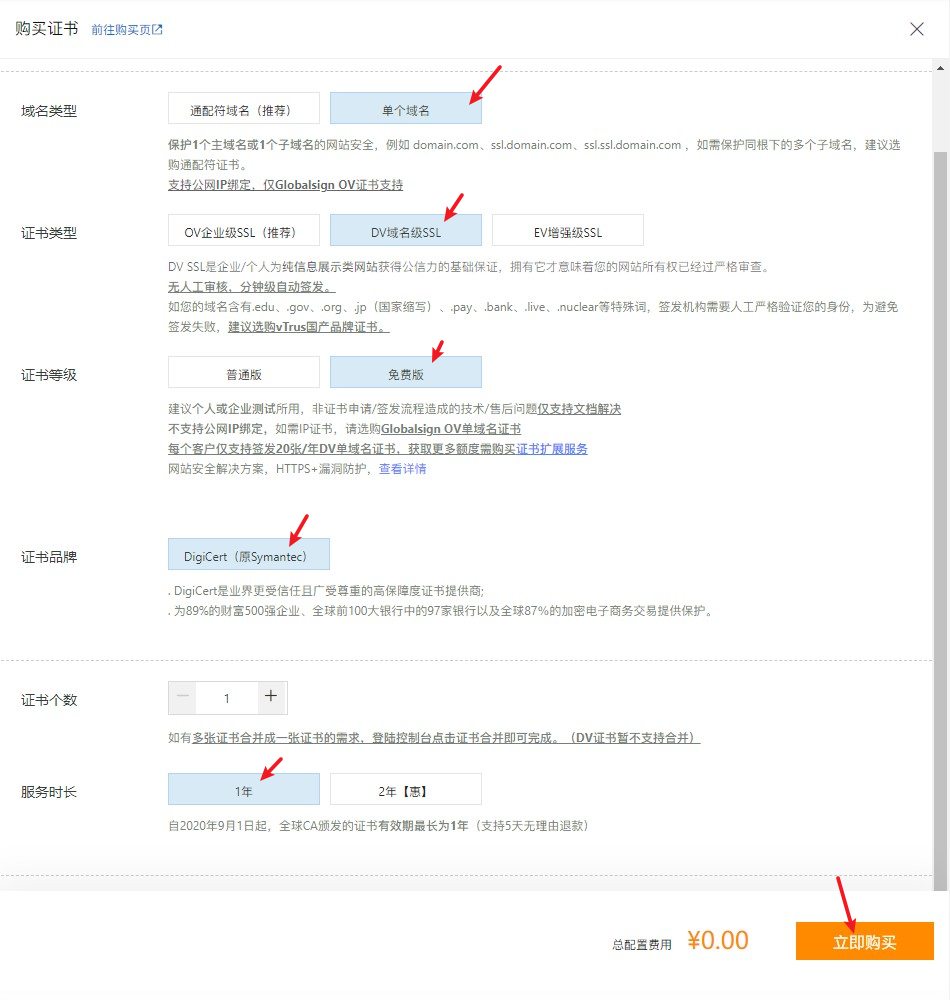 购买证书 前往购买页
域名类型 通配符域名（推荐） 单个域名
保护1个主域名或1个子域名的网站安全，例如 domain.com、ssl.domain.com、ssl.ssl.domain.com ，如需保护同根下的多个子域名，建议选
购通配符证书。
支持公网IP绑定，仅Globalsign OV证书支持
证书类型 OV企业级SSL（推荐） DV域名级SSL EV增强级SSL
DV SSL是企业/个人为纯信息展示类网站获得公信力的基础保证，拥有它才意味着您的网站所有权已经过严格审查。
无人工审核，分钟级自动签发。
如您的域名含有.edu、.gov、.org、.jp（国家缩写）、.pay、.bank、.live、.nuclear等特殊词，签发机构需要人工严格验证您的身份，为避免
签发失败，建议选购vTrus国产品牌证书。
证书等级 普通版 免费版
建议个人或企业测试所用，非证书申请/签发流程造成的技术/售后问题仅支持文档解决
不支持公网IP绑定，如需IP证书，请选购Globalsign OV单域名证书
每个客户仅支持签发20张/年DV单域名证书，获取更多额度需购买证书扩展服务
网站安全解决方案，HTTPS+漏洞防护，查看详情
证书品牌 DigiCert（原Symantec）
. DigiCert是业界更受信任且广受尊重的高保障度证书提供商;
. 为89%的财富500强企业、全球前100大银行中的97家银行以及全球87%的加密电子商务交易提供保护。
证书个数 1
如有多张证书合并成一张证书的需求，登陆控制台点击证书合并即可完成。（DV证书暂不支持合并）
服务时长 1年 2年【惠】
自2020年9月1日起，全球CA颁发的证书有效期最长为1年（支持5天无理由退款）
总配置费用 ¥0.00 立即购买